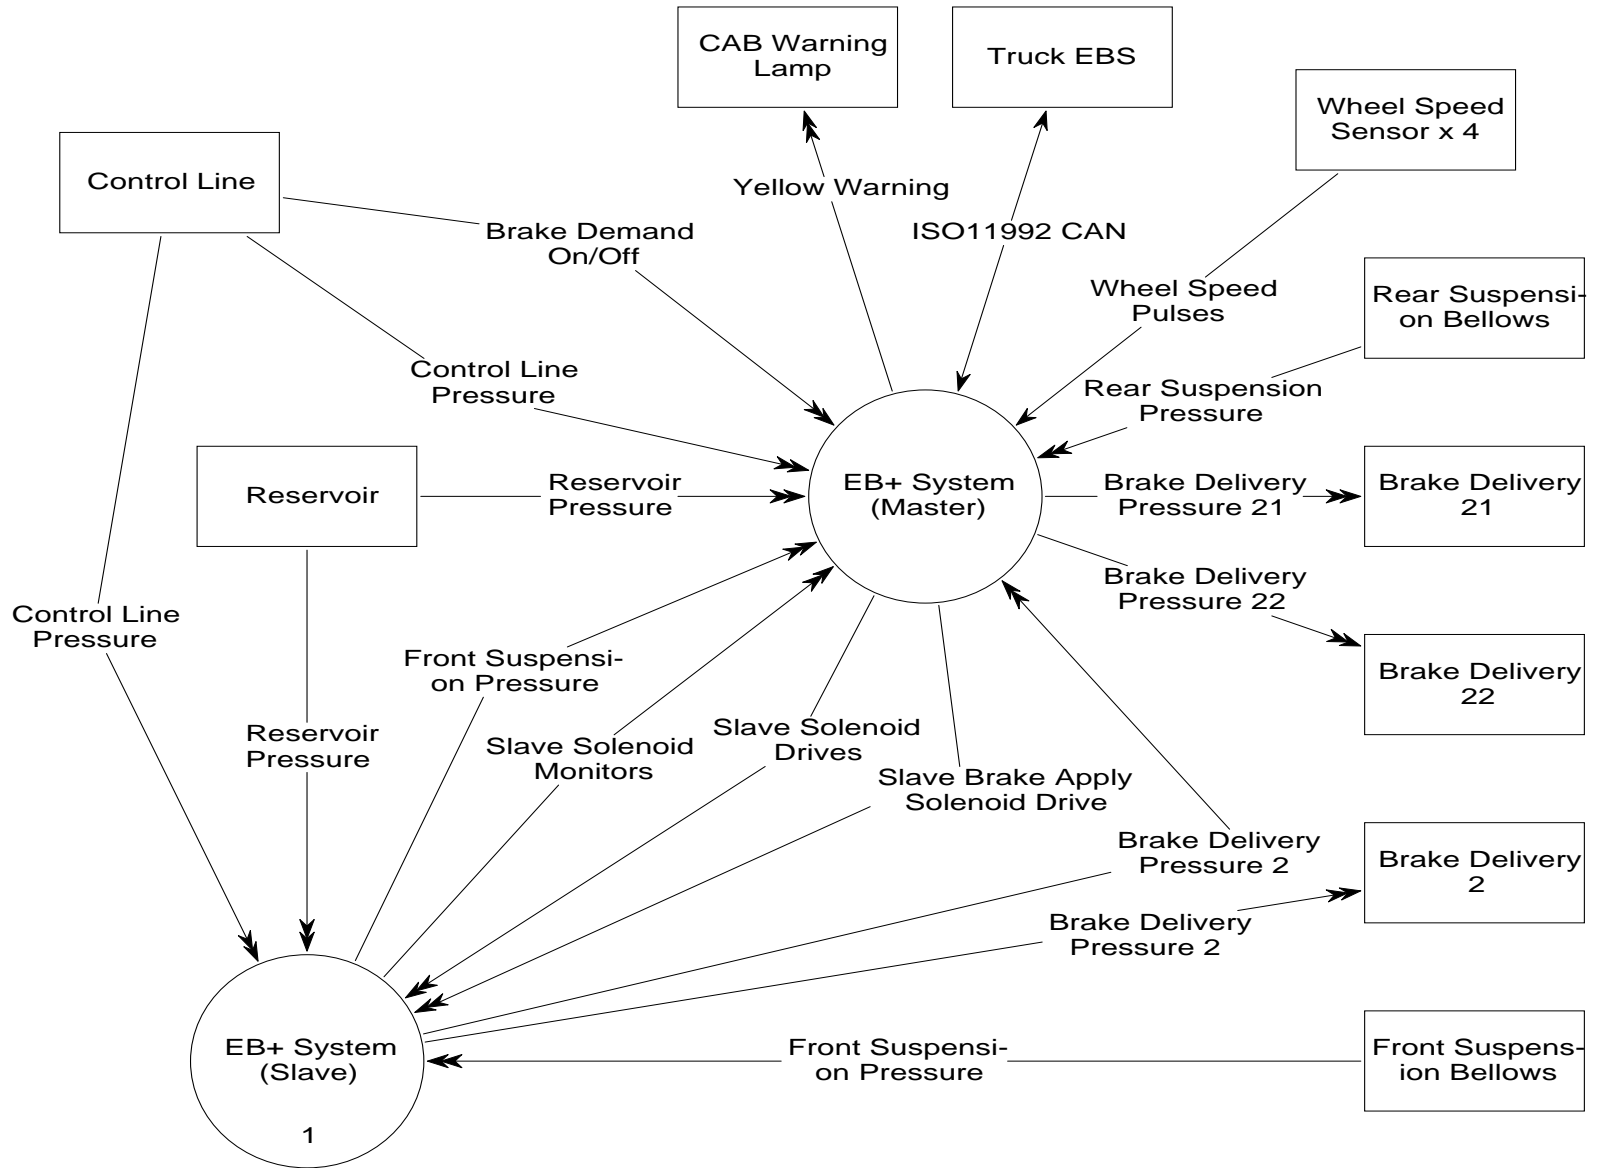 CAB Warning
Lamp
Truck EBS
Wheel Speed
Sensor x 4
Control Line
Yellow Warning
Brake Demand
On/Off
ISO11992 CAN
Wheel Speed
Pulses
Rear Suspensi-
on Bellows
Control Line
Pressure
Rear Suspension
Pressure
Reservoir
Reservoir
Pressure
EB+ System
(Master)
Brake Delivery
Pressure 21
Brake Delivery
21
Brake Delivery
Pressure 22
Control Line
Pressure
Front Suspensi-
on Pressure
Brake Delivery
22
Reservoir
Pressure
Slave Solenoid
Monitors
Slave Solenoid
Drives
Slave Brake Apply
Solenoid Drive
Brake Delivery
Pressure 2
Brake Delivery
2
Brake Delivery
Pressure 2
EB+ System
(Slave)
1
Front Suspensi-
on Pressure
Front Suspens-
ion Bellows